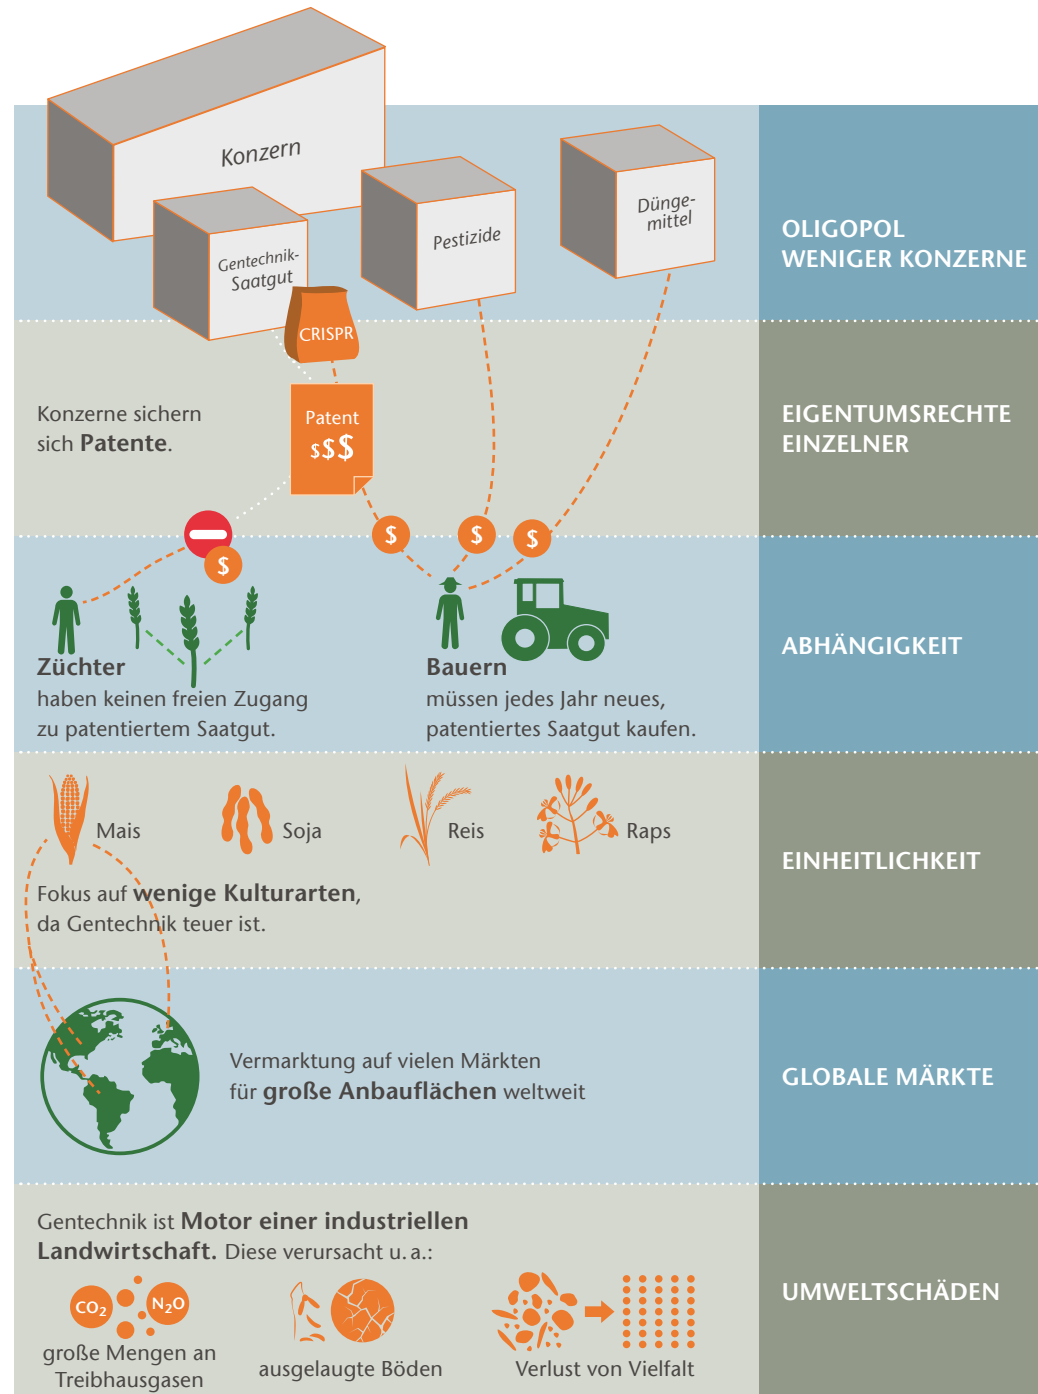 Konzern
Gentechnik-
Saatgut
Pestizide
Dünge-
mittel
CRISPR
OLIGOPOL
WENIGER KONZERNE
Konzerne sichern
sich Patente.
Patent
$$$
EIGENTUMSRECHTE
EINZELNER
$
$
$
$
Züchter
haben keinen freien Zugang
zu patentiertem Saatgut.
Bauern
müssen jedes Jahr neues,
patentiertes Saatgut kaufen.
ABHÄNGIGKEIT
Mais
Soja
Reis
Raps
Fokus auf wenige Kulturarten,
da Gentechnik teuer ist.
EINHEITLICHKEIT
Vermarktung auf vielen Märkten
für große Anbauflächen weltweit
GLOBALE MÄRKTE
Gentechnik ist Motor einer industriellen
Landwirtschaft. Diese verursacht u. a.:
CO₂
N₂O
große Mengen an
Treibhausgasen
ausgelaugte Böden
Verlust von Vielfalt
UMWELTSCHÄDEN